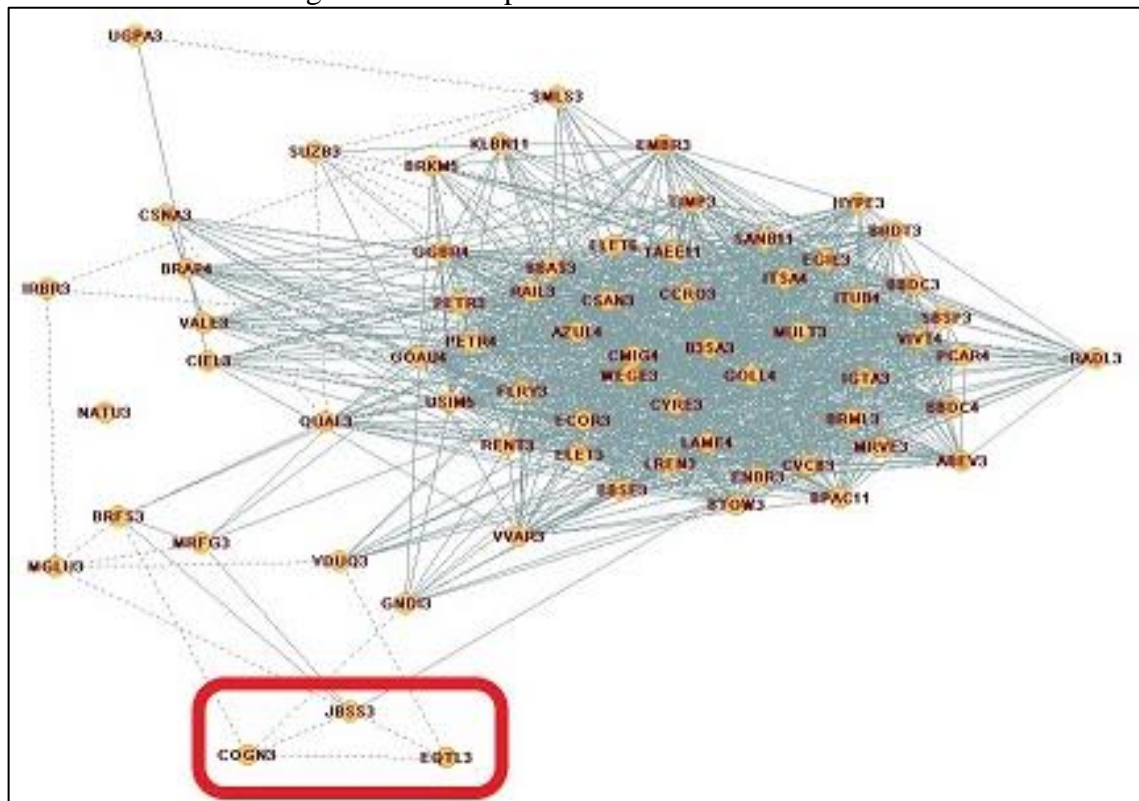 UGPA3
SMLS3
SUZB3
KLBN11
EMBR3
BRKM5
TIMP3
HYPE3
CSNA3
BBDT3
SANB11
ELET6
TAEE11
GGBR4
EGIE3
BRAP4
BBAS3
ITSA4
BBDC3
IRBR3
RAIL3
CCRO3
ITUB4
PETR3
CSAN3
SBSP3
VALE3
AZUL4
MULT3
VIVT4
PETR4
B3SA3
GOAU4
CMIG4
PCAR4
RADL3
CIEL3
WEGE3
GOLL4
IGTA3
FLRY3
USIM5
CYRE3
BBDC4
NATU3
QUAL3
ECOR3
BRML3
RENT3
LAME4
MRVE3
ELET3
LREN3
CVCB3
ABEV3
ENBR3
BBSE3
BPAC11
BTOW3
BRFS3
VVAR3
MRFG3
MGLU3
YDUQ3
GNDI3
JBSS3
COGN3
EQTL3